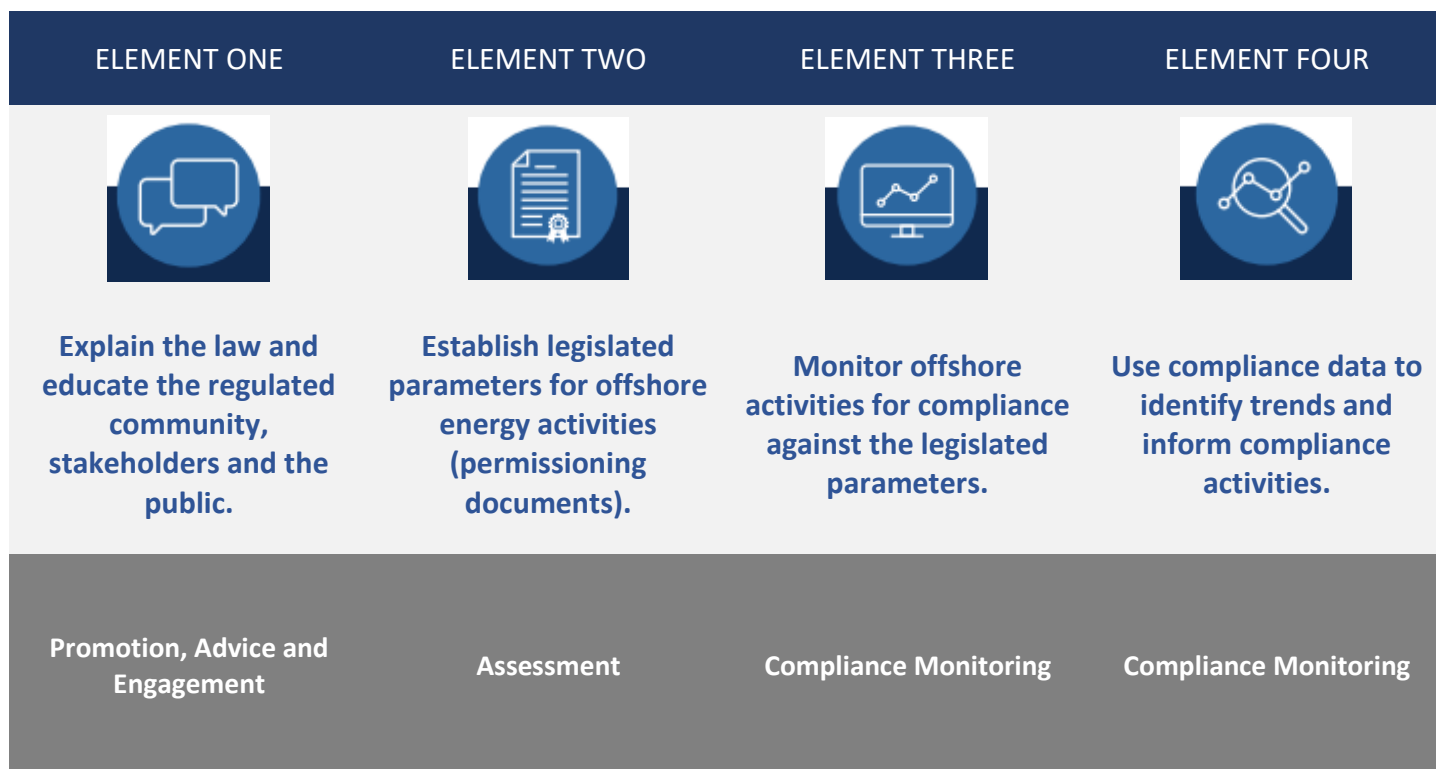 ELEMENT ONE
ELEMENT TWO
ELEMENT THREE
ELEMENT FOUR
Explain the law and
educate the regulated
community,
stakeholders and the
public.
Establish legislated
parameters for offshore
energy activities
(permissioning
documents).
Monitor offshore
activities for compliance
against the legislated
parameters.
Use compliance data to
identify trends and
inform compliance
activities.
Promotion, Advice and
Engagement
Assessment
Compliance Monitoring
Compliance Monitoring